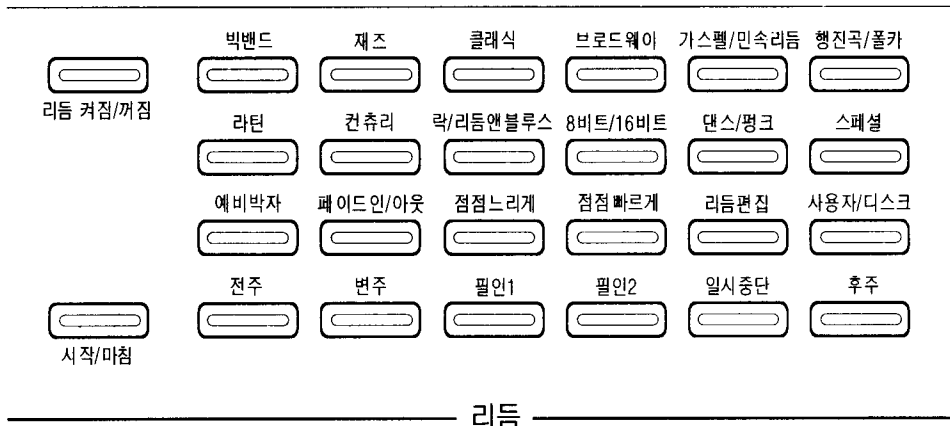 빅밴드 재즈 클래식 브로드웨이 가스펠/민속리듬 행진곡/폴카
리듬 켜짐/꺼짐
라틴 컨츄리 락/리듬앤블루스 8비트/16비트 댄스/펑크 스페셜
예비박자 페이드인/아웃 점점느리게 점점빠르게 리듬편집 사용자/디스크
전주 변주 필인1 필인2 일시중단 후주
시작/마침
리듬